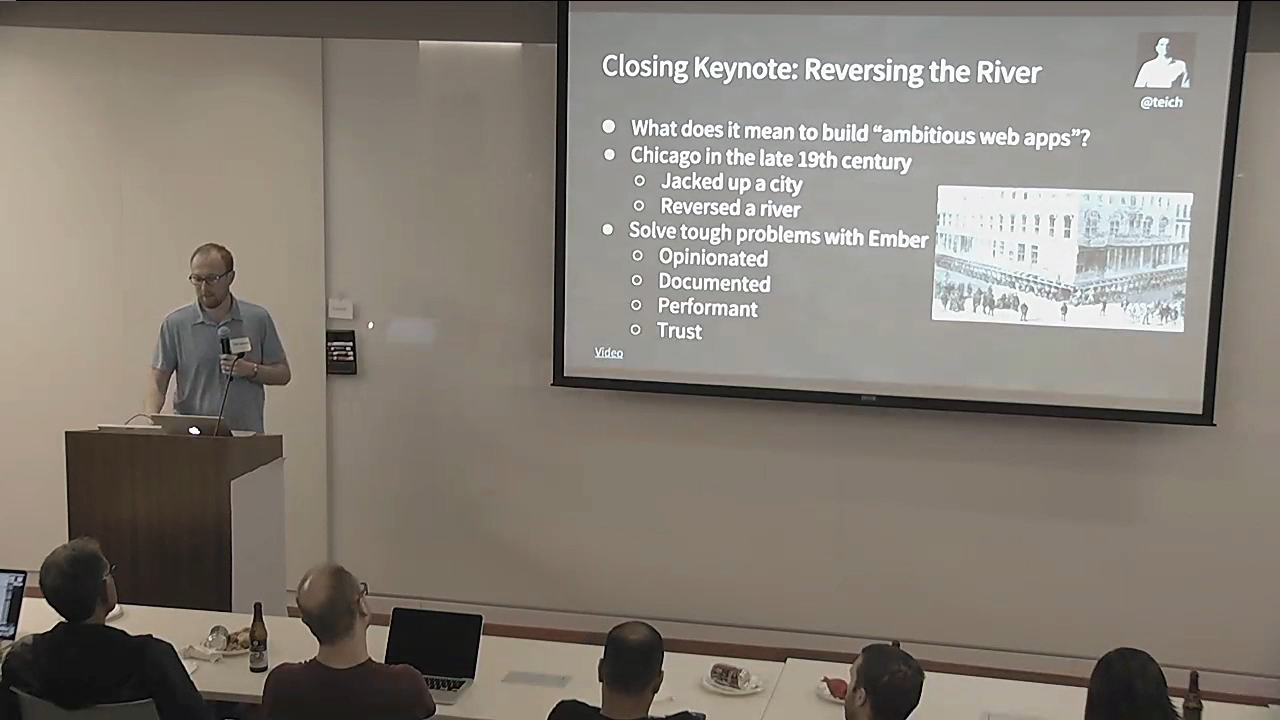 Closing Keynote: Reversing the River
@teich
What does it mean to build “ambitious web apps”?
Chicago in the late 19th century
Jacked up a city
Reversed a river
Solve tough problems with Ember
Opinionated
Documented
Performant
Trust
Video